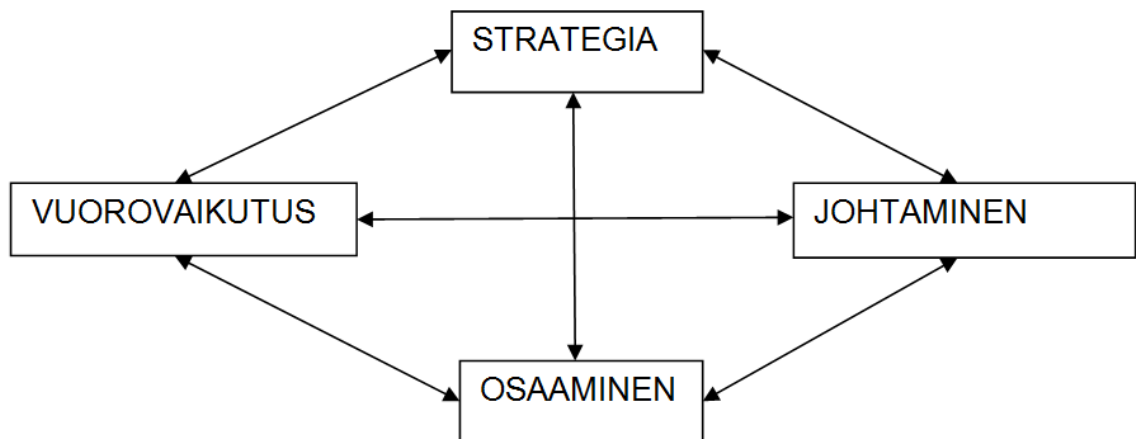 STRATEGIA
VUOROVAIKUTUS
JOHTAMINEN
OSAAMINEN